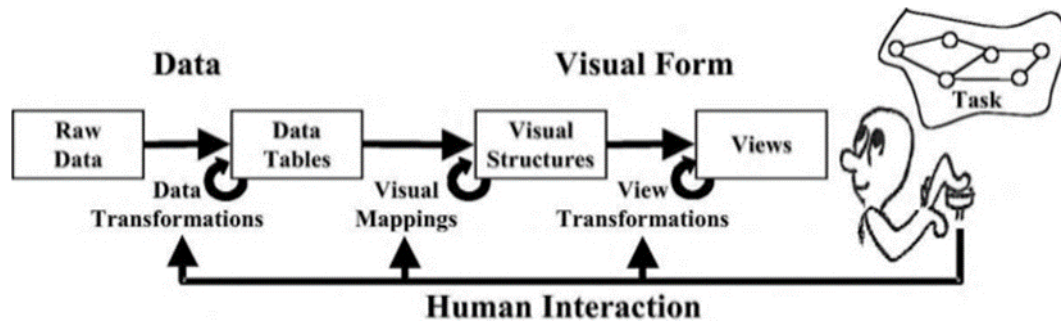 Data
Visual Form
Task
Raw
Data
Data
Tables
Visual
Structures
Views
Data
Transformations
Visual
Mappings
View
Transformations
Human Interaction